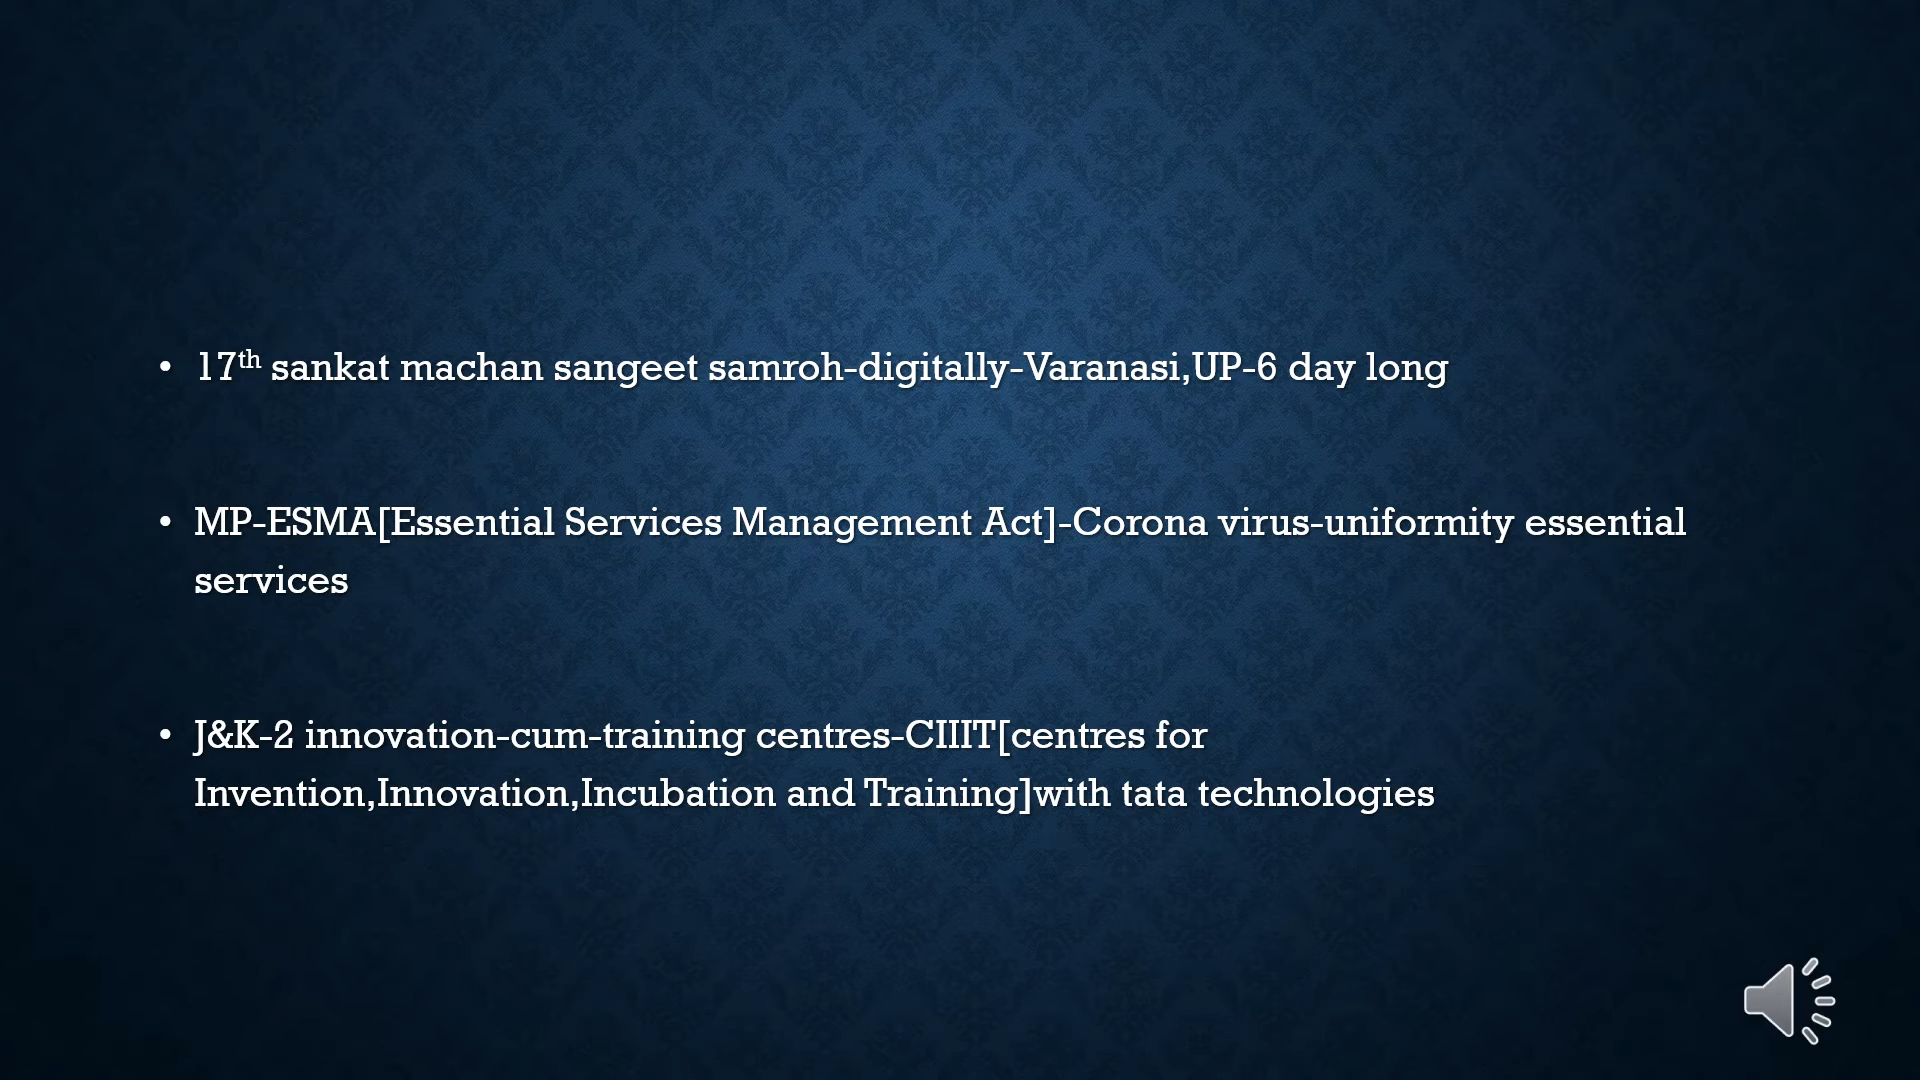 • 17th sankat machan sangeet samroh-digitally-Varanasi,UP-6 day long
• MP-ESMA[Essential Services Management Act]-Corona virus-uniformity essential
services
• J&K-2 innovation-cum-training centres-CIIIT[centres for
Invention,Innovation,Incubation and Training]with tata technologies